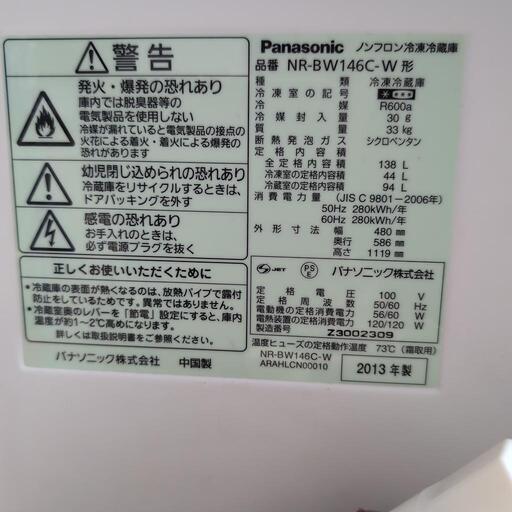 警告
発火・爆発の恐れあり
庫内では脱臭器等の
電気製品を使用しない
冷媒が漏れていると電気製品の接点の
火花による着火・着火による爆発の
恐れあり
幼児閉じ込められの恐れあり
冷蔵庫をリサイクルするときは、
ドアパッキングを外す
感電の恐れあり
お手入れのときは、
必ず電源プラグを抜く
正しくお使いいただくために
•冷蔵庫の表面が熱くなるのは、放熱パイプで露付
防止をしているためです。異常ではありません。
•冷蔵室奥のレバーを「節電」設定にすると、庫内
温度が約1~2℃高めになります。
詳しくは、取扱説明書をご参照ください。
パナソニック株式会社 中国製
Panasonic ノンフロン冷凍冷蔵庫
品番 NR-BW146C-W 形
種類 冷凍冷蔵庫
冷凍室の記号
冷媒 R600a
冷媒封入量 30 g
質量 33 kg
断熱発泡ガス シクロペンタン
定格内容積
全定格内容積 138 L
冷凍室の定格内容積 44 L
冷蔵室の定格内容積 94 L
消費電力量 (JIS C 9801-2006年)
50Hz 280kWh/年
60Hz 280kWh/年
外形寸法 幅 480 mm
奥行 586 mm
高さ 1119 mm
JET
PS
E
パナソニック株式会社
定格電圧 100 V
定格周波数 50/60 Hz
電動機の定格消費電力 56/60 W
電熱装置の定格消費電力 120/120 W
製造番号 Z3002309
温度ヒューズの定格動作温度 73℃ (霜取用)
NR-BW146C-W
ARAHLCN00010
2013 年製